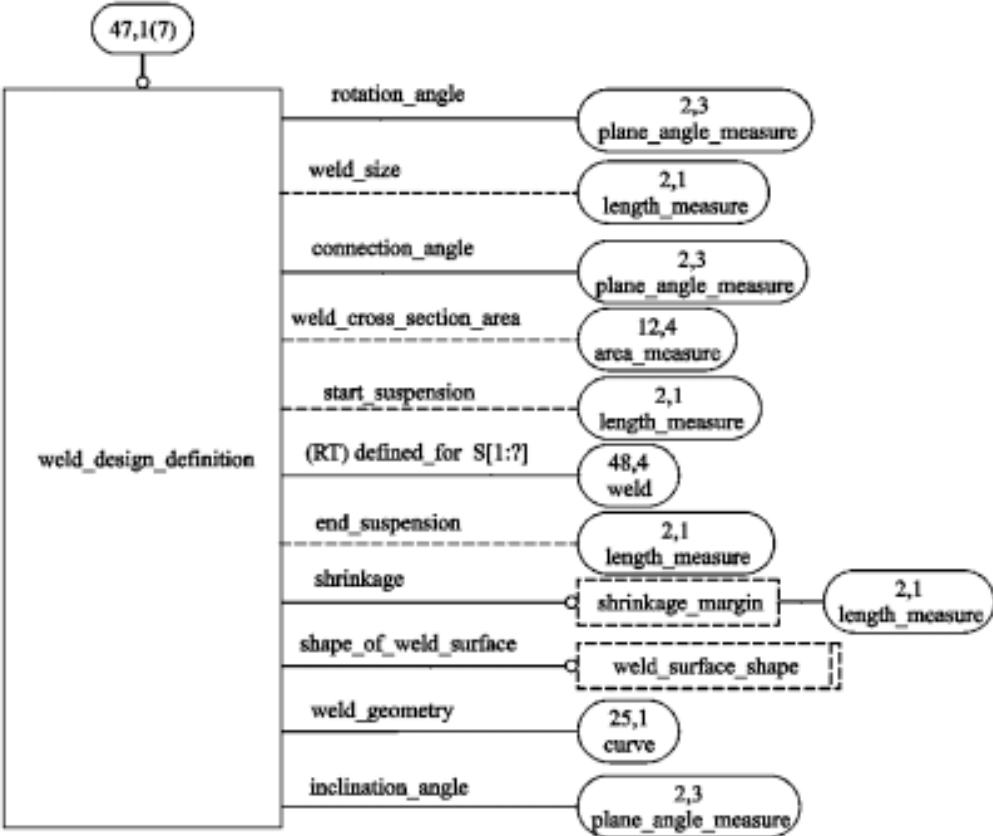 47,1(7)
rotation_angle
2,3
plane_angle_measure
weld_size
2,1
length_measure
connection_angle
2,3
plane_angle_measure
weld_cross_section_area
12,4
area_measure
start_suspension
2,1
length_measure
weld_design_definition
(RT) defined_for S[1:?]
48,4
weld
end_suspension
2,1
length_measure
shrinkage
shrinkage_margin
2,1
length_measure
shape_of_weld_surface
weld_surface_shape
weld_geometry
25,1
curve
inclination_angle
2,3
plane_angle_measure